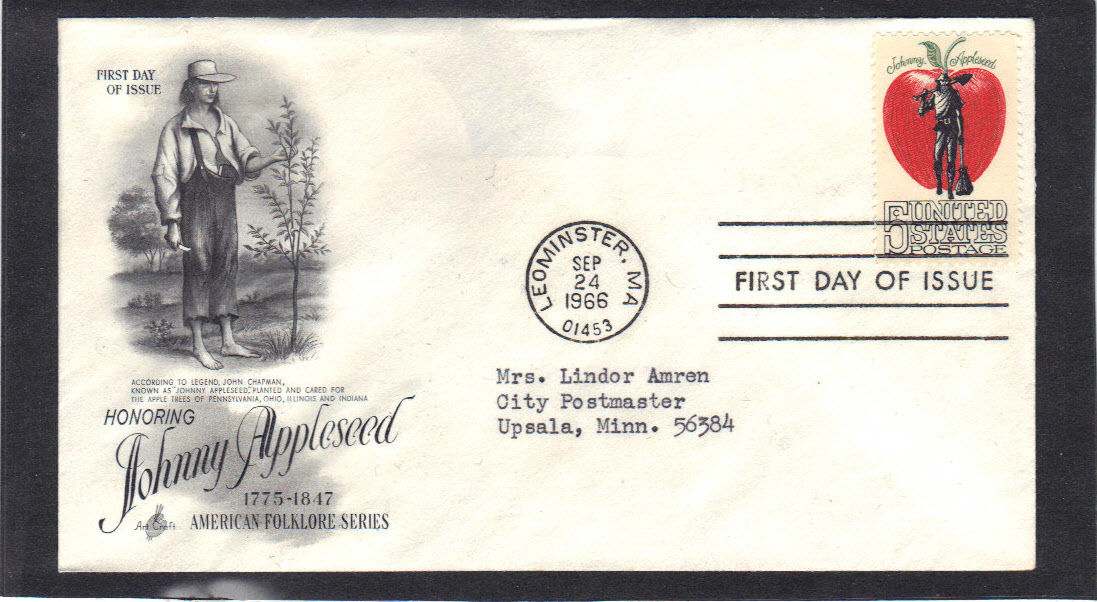 FIRST DAY
OF ISSUE
ACCORDING TO LEGEND, JOHN CHAPMAN,
KNOWN AS "JOHNNY APPLESEED," PLANTED AND CARED FOR
THE APPLE TREES OF PENNSYLVANIA, OHIO, ILLINOIS AND INDIANA
HONORING
Johnny Appleseed
1775-1847
Art Craft
AMERICAN FOLKLORE SERIES
LEOMINSTER, MA
SEP
24
1966
01453
Johnny Appleseed
5 UNITED
STATES
POSTAGE
FIRST DAY OF ISSUE
Mrs. Lindor Amren
City Postmaster
Upsala, Minn. 56384